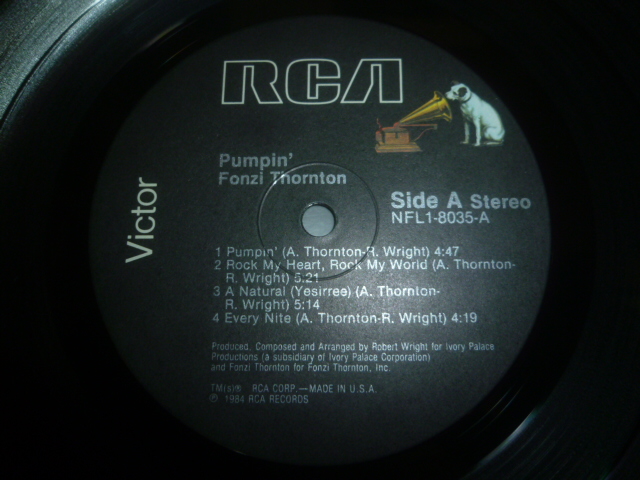 RCA
Pumpin'
Fonzi Thornton
Victor
Side A Stereo
NFL1-8035-A
1 Pumpin' (A. Thornton-R. Wright) 4:47
2 Rock My Heart, Rock My World (A. Thornton-
R. Wright) 5:21
3 A Natural (Yesirree) (A. Thornton-
R. Wright) 5:14
4 Every Nite (A. Thornton-R. Wright) 4:19
Produced, Composed and Arranged by Robert Wright for Ivory Palace
Productions (a subsidiary of Ivory Palace Corporation)
and Fonzi Thornton for Fonzi Thornton, Inc.
TM(s)® RCA CORP.—MADE IN U.S.A.
℗ 1984 RCA RECORDS